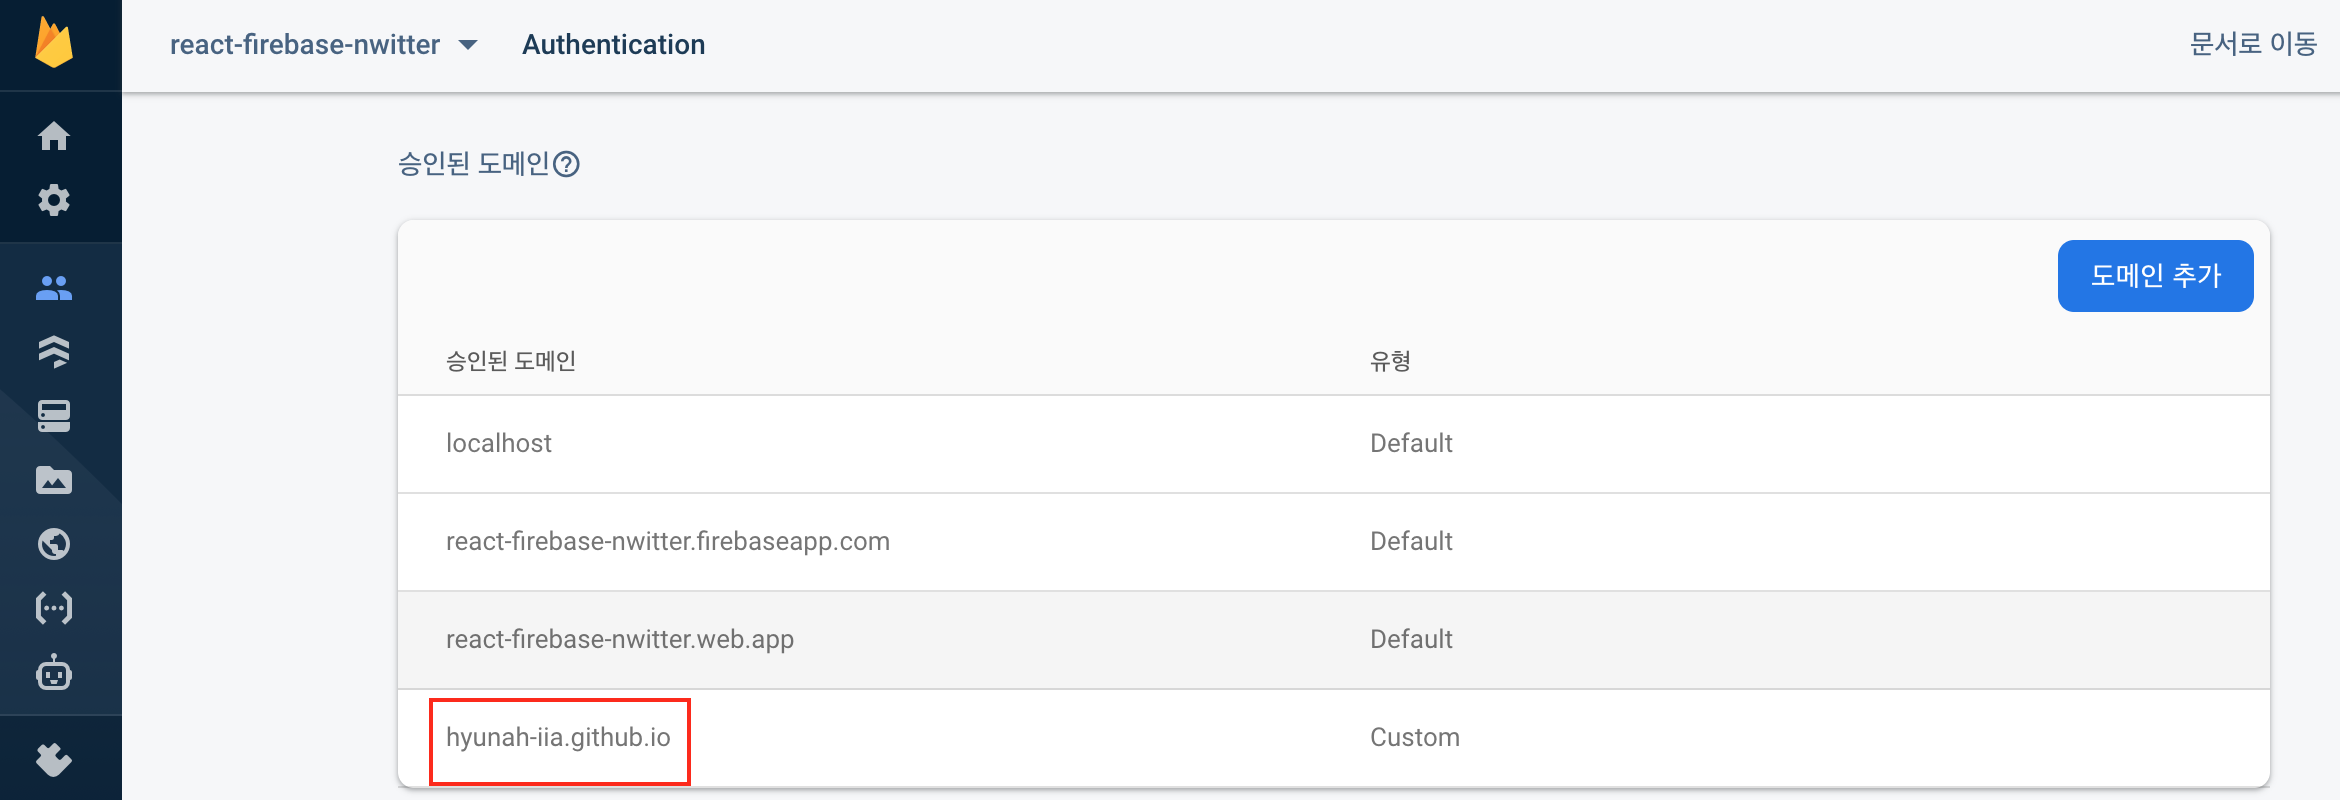 react-firebase-nwitter Authentication 문서로 이동
승인된 도메인
도메인 추가
승인된 도메인 유형
localhost Default
react-firebase-nwitter.firebaseapp.com Default
react-firebase-nwitter.web.app Default
hyunah-iia.github.io Custom